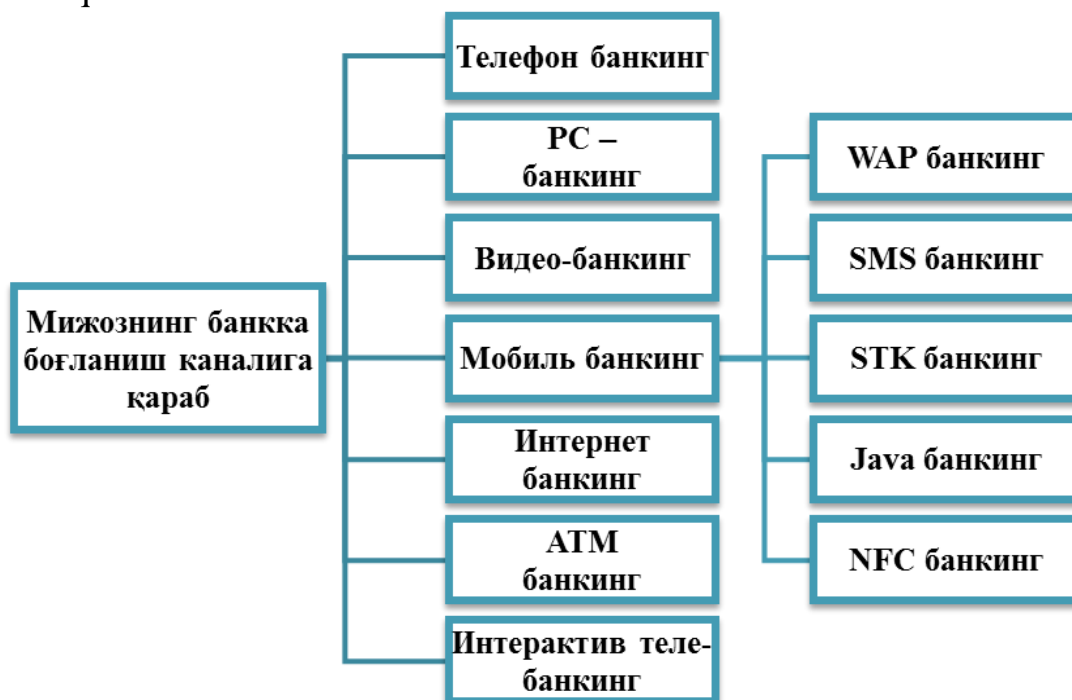 Мижознинг банкка
боғланиш каналига
қараб
Телефон банкинг
PC –
банкинг
Видео-банкинг
Мобиль банкинг
Интернет
банкинг
ATM
банкинг
Интерактив теле-
банкинг
WAP банкинг
SMS банкинг
STK банкинг
Java банкинг
NFC банкинг